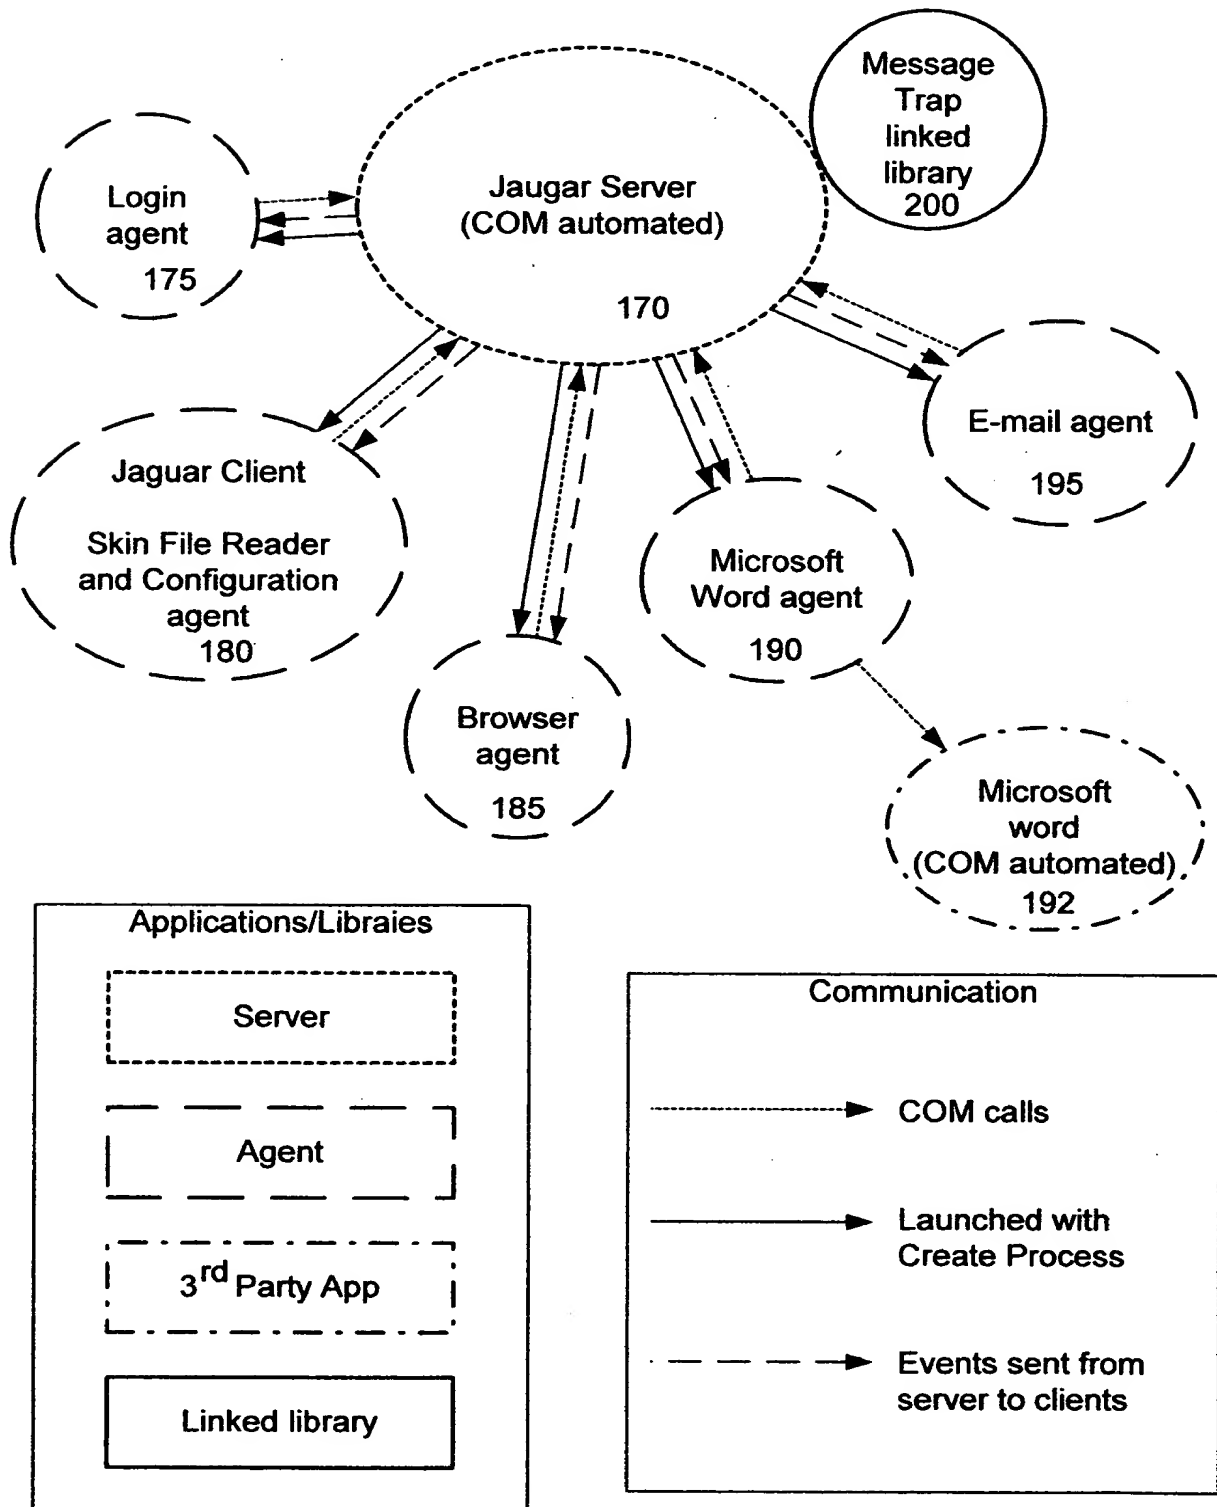 Message
Trap
linked
library
200
Login
agent
175
Jaugar Server
(COM automated)
170
E-mail agent
195
Jaguar Client
Skin File Reader
and Configuration
agent
180
Microsoft
Word agent
190
Browser
agent
185
Microsoft
word
(COM automated)
192
Applications/Libraies
Server
Agent
3rd Party App
Linked library
Communication
COM calls
Launched with
Create Process
Events sent from
server to clients